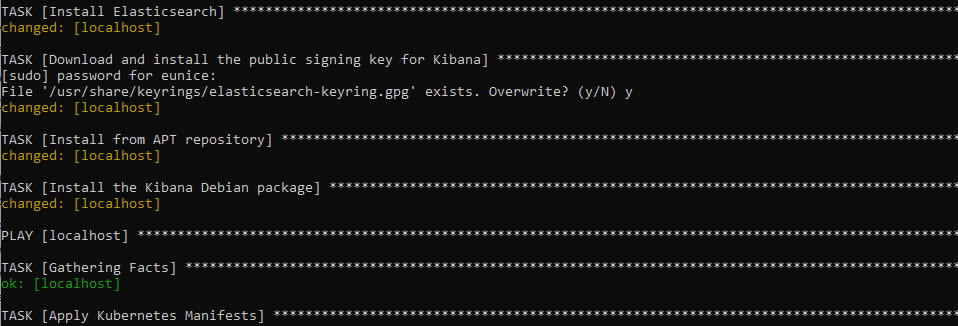 TASK [Install Elasticsearch] *******************************************************************************************
changed: [localhost]
TASK [Download and install the public signing key for Kibana] **********************************************************
[sudo] password for eunice:
File '/usr/share/keyrings/elasticsearch-keyring.gpg' exists. Overwrite? (y/N) y
changed: [localhost]
TASK [Install from APT repository] *************************************************************************************
changed: [localhost]
TASK [Install the Kibana Debian package] *******************************************************************************
changed: [localhost]
PLAY [localhost] *******************************************************************************************************
TASK [Gathering Facts] *************************************************************************************************
ok: [localhost]
TASK [Apply Kubernetes Manifests] **************************************************************************************